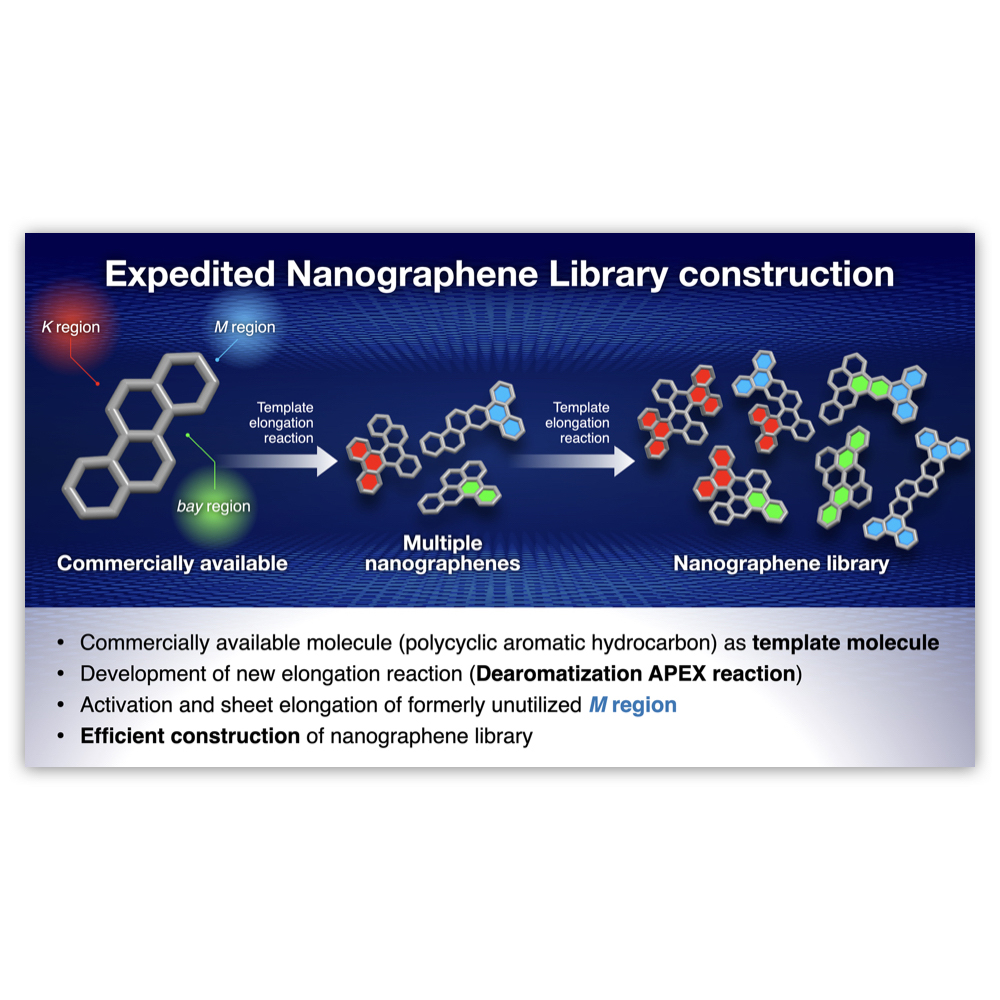 Expedited Nanographene Library construction
K region
M region
bay region
Commercially available
Template
elongation
reaction
Multiple
nanographenes
Template
elongation
reaction
Nanographene library
• Commercially available molecule (polycyclic aromatic hydrocarbon) as template molecule
• Development of new elongation reaction (Dearomatization APEX reaction)
• Activation and sheet elongation of formerly unutilized M region
• Efficient construction of nanographene library